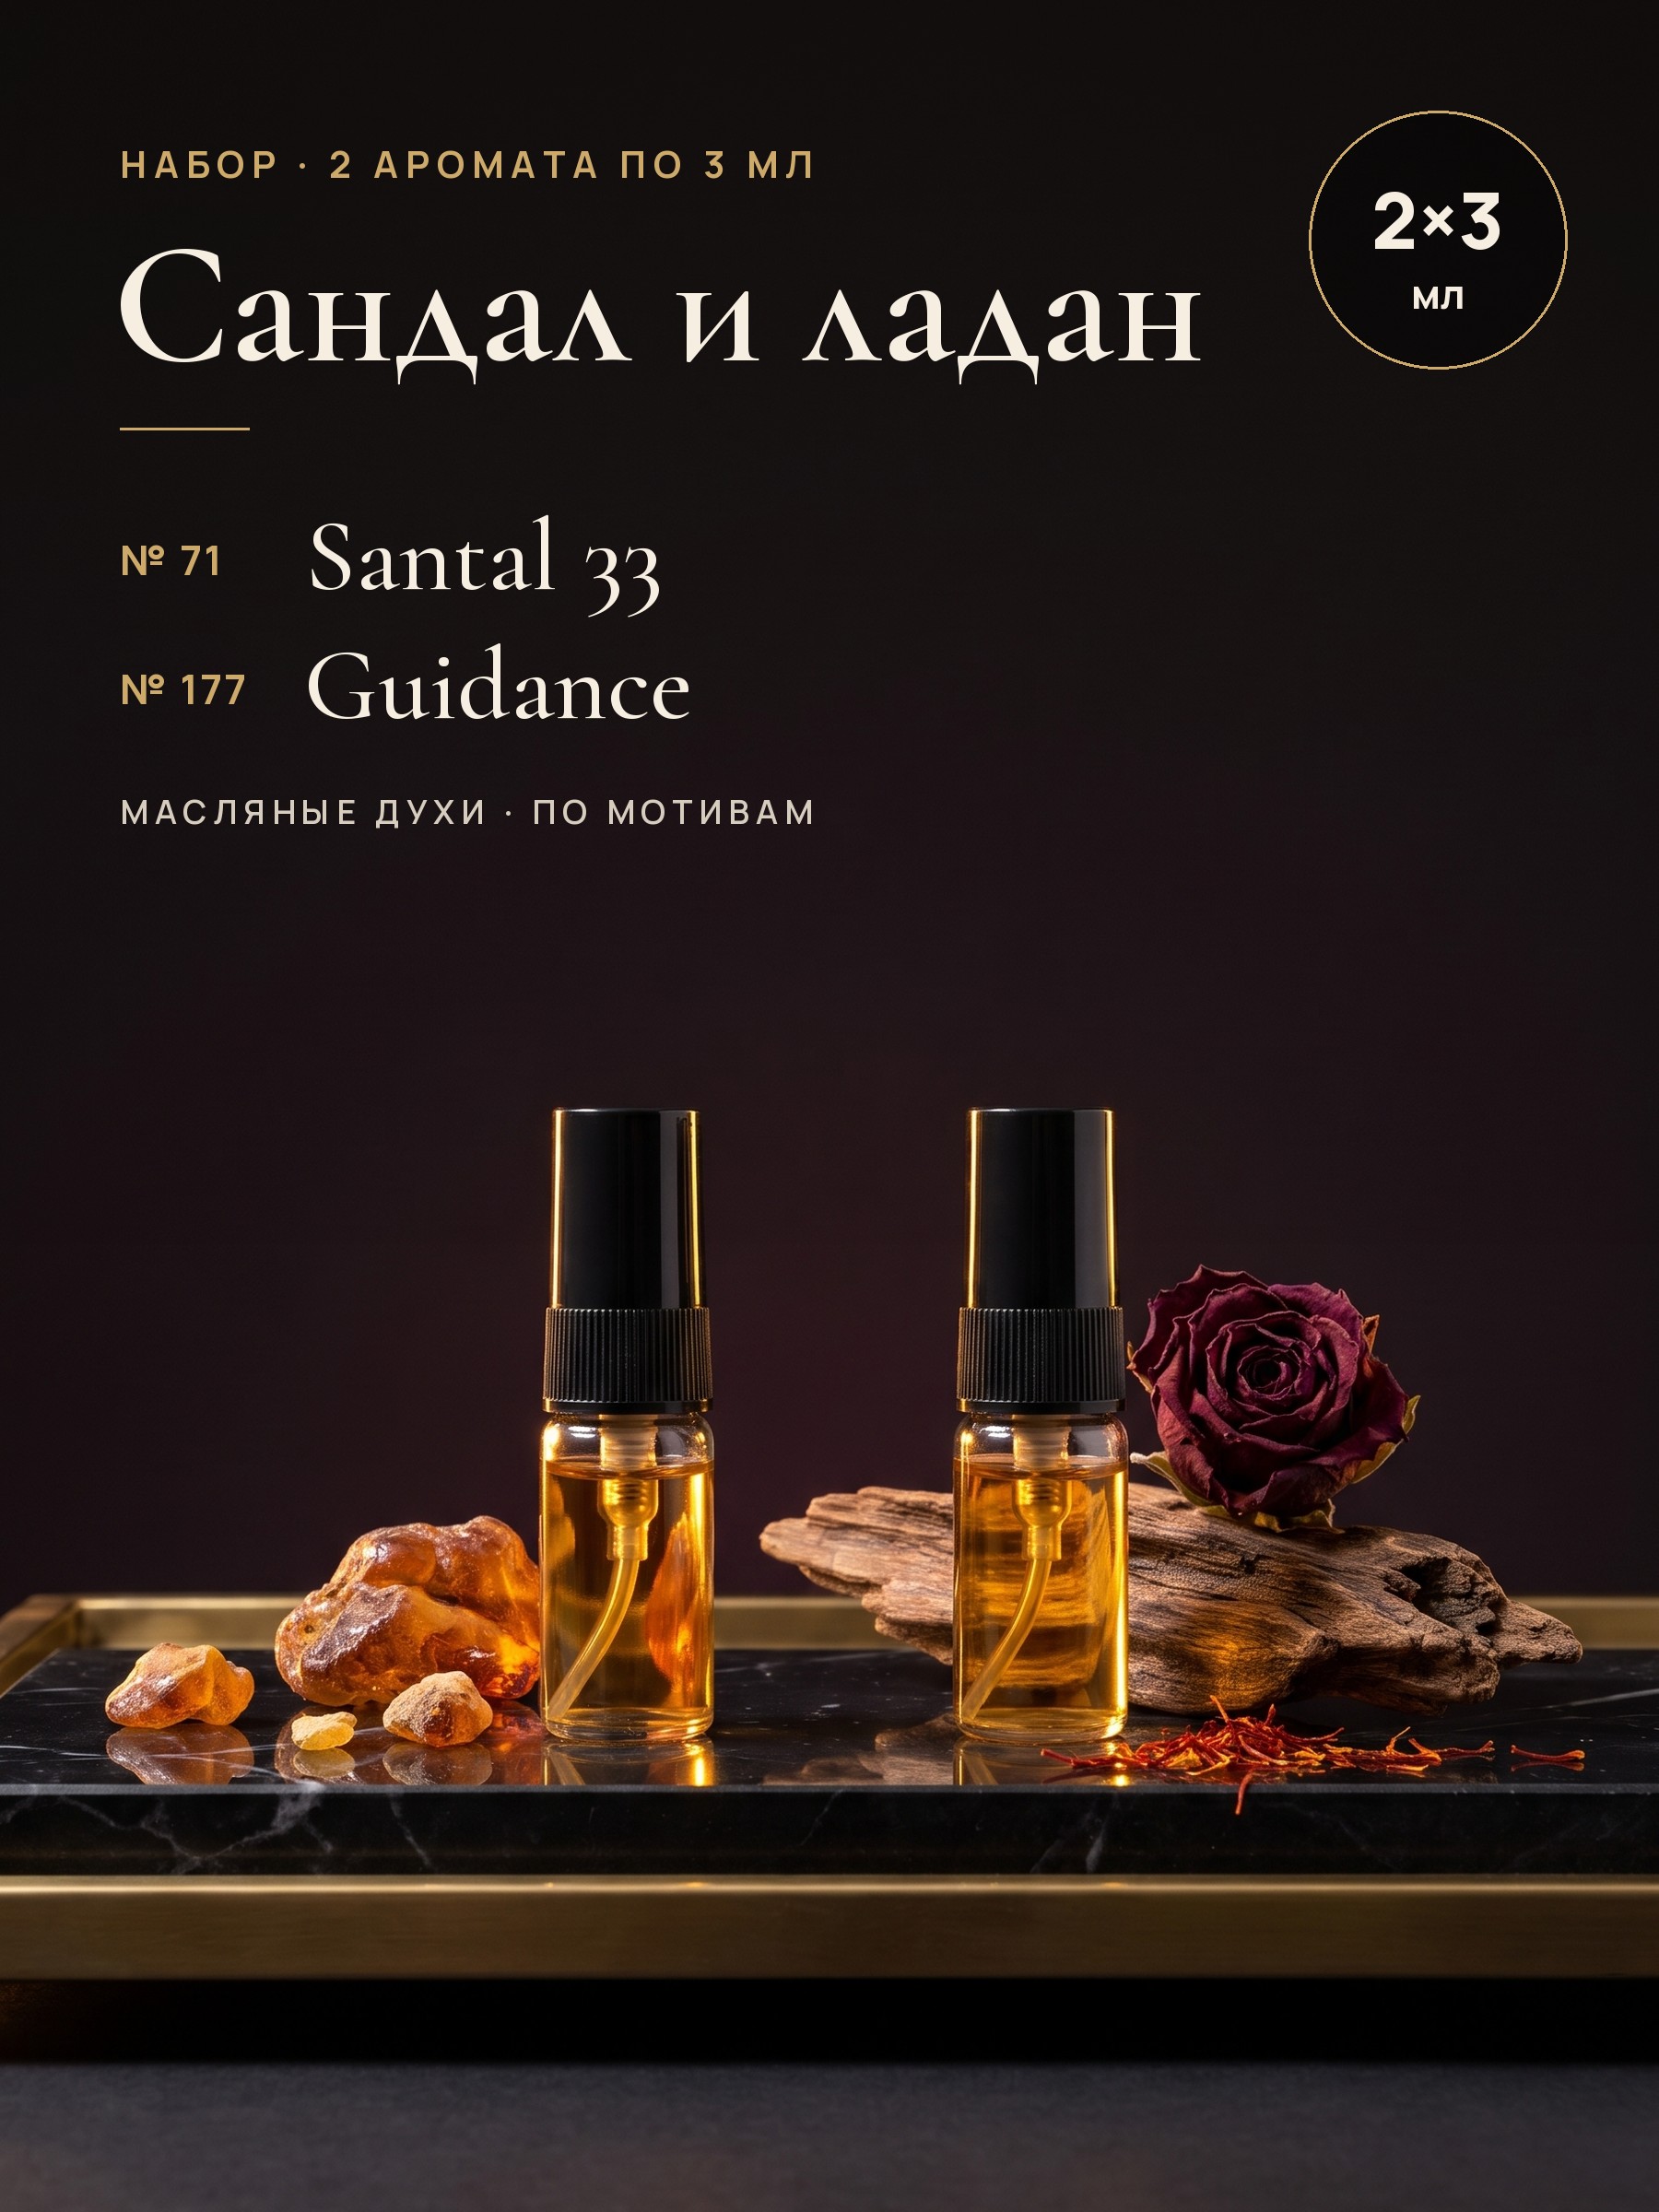 НАБОР · 2 АРОМАТА ПО 3 МЛ
2×3
мл
Сандал и ладан
№ 71 Santal 33
№ 177 Guidance
МАСЛЯНЫЕ ДУХИ · ПО МОТИВАМ